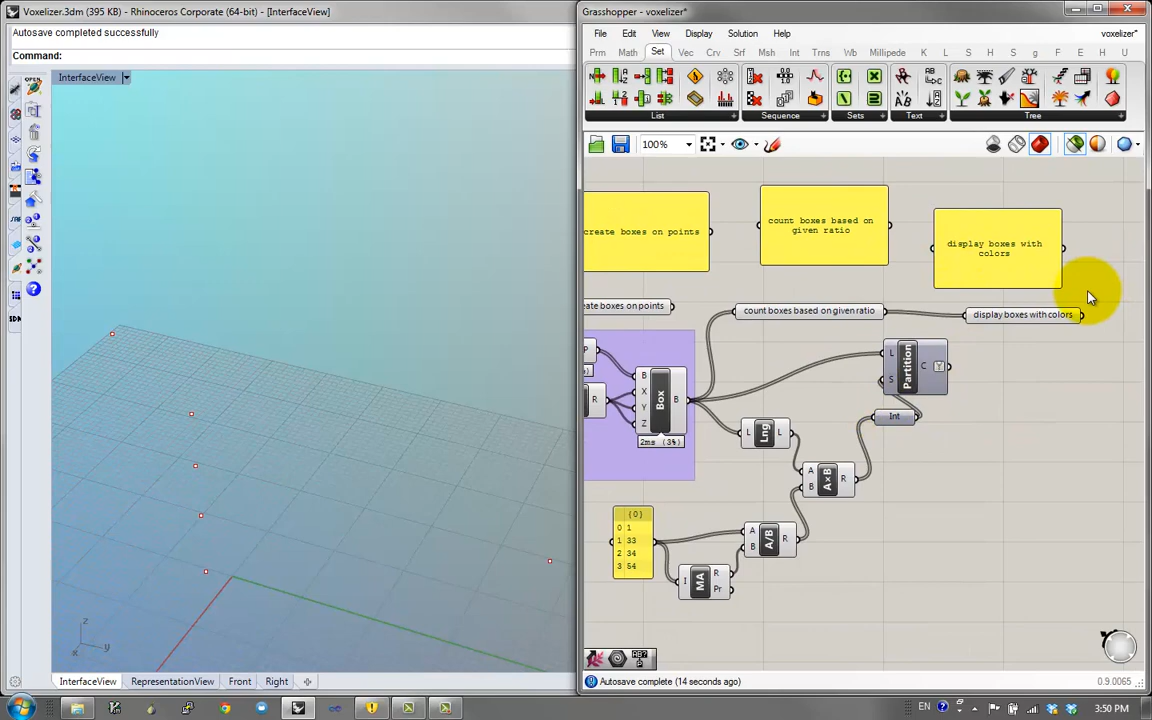 Voxelizer.3dm (395 KB) - Rhinoceros Corporate (64-bit) - [InterfaceView]
Autosave completed successfully
Command:
InterfaceView
x
y
z
InterfaceView
RepresentationView
Front
Right
Grasshopper - voxelizer*
File
Edit
View
Display
Solution
Help
voxelizer*
Prm
Math
Set
Vec
Crv
Srf
Msh
Int
Trns
Wb
Millipede
K
L
S
H
S
g
F
E
H
U
List
Sequence
Sets
Text
Tree
100%
create boxes on points
count boxes based on
given ratio
display boxes with
colors
eate boxes on points
count boxes based on given ratio
display boxes with colors
P
R
B
X
Y
Z
Box
B
2ms (3%)
L
S
Partition
C
Int
L
Lng
L
A
B
A×B
R
{0}
0 1
1 33
2 34
3 54
A
B
A/B
R
I
MA
R
Pr
Autosave complete (14 seconds ago)
0.9.0065
EN
3:50 PM